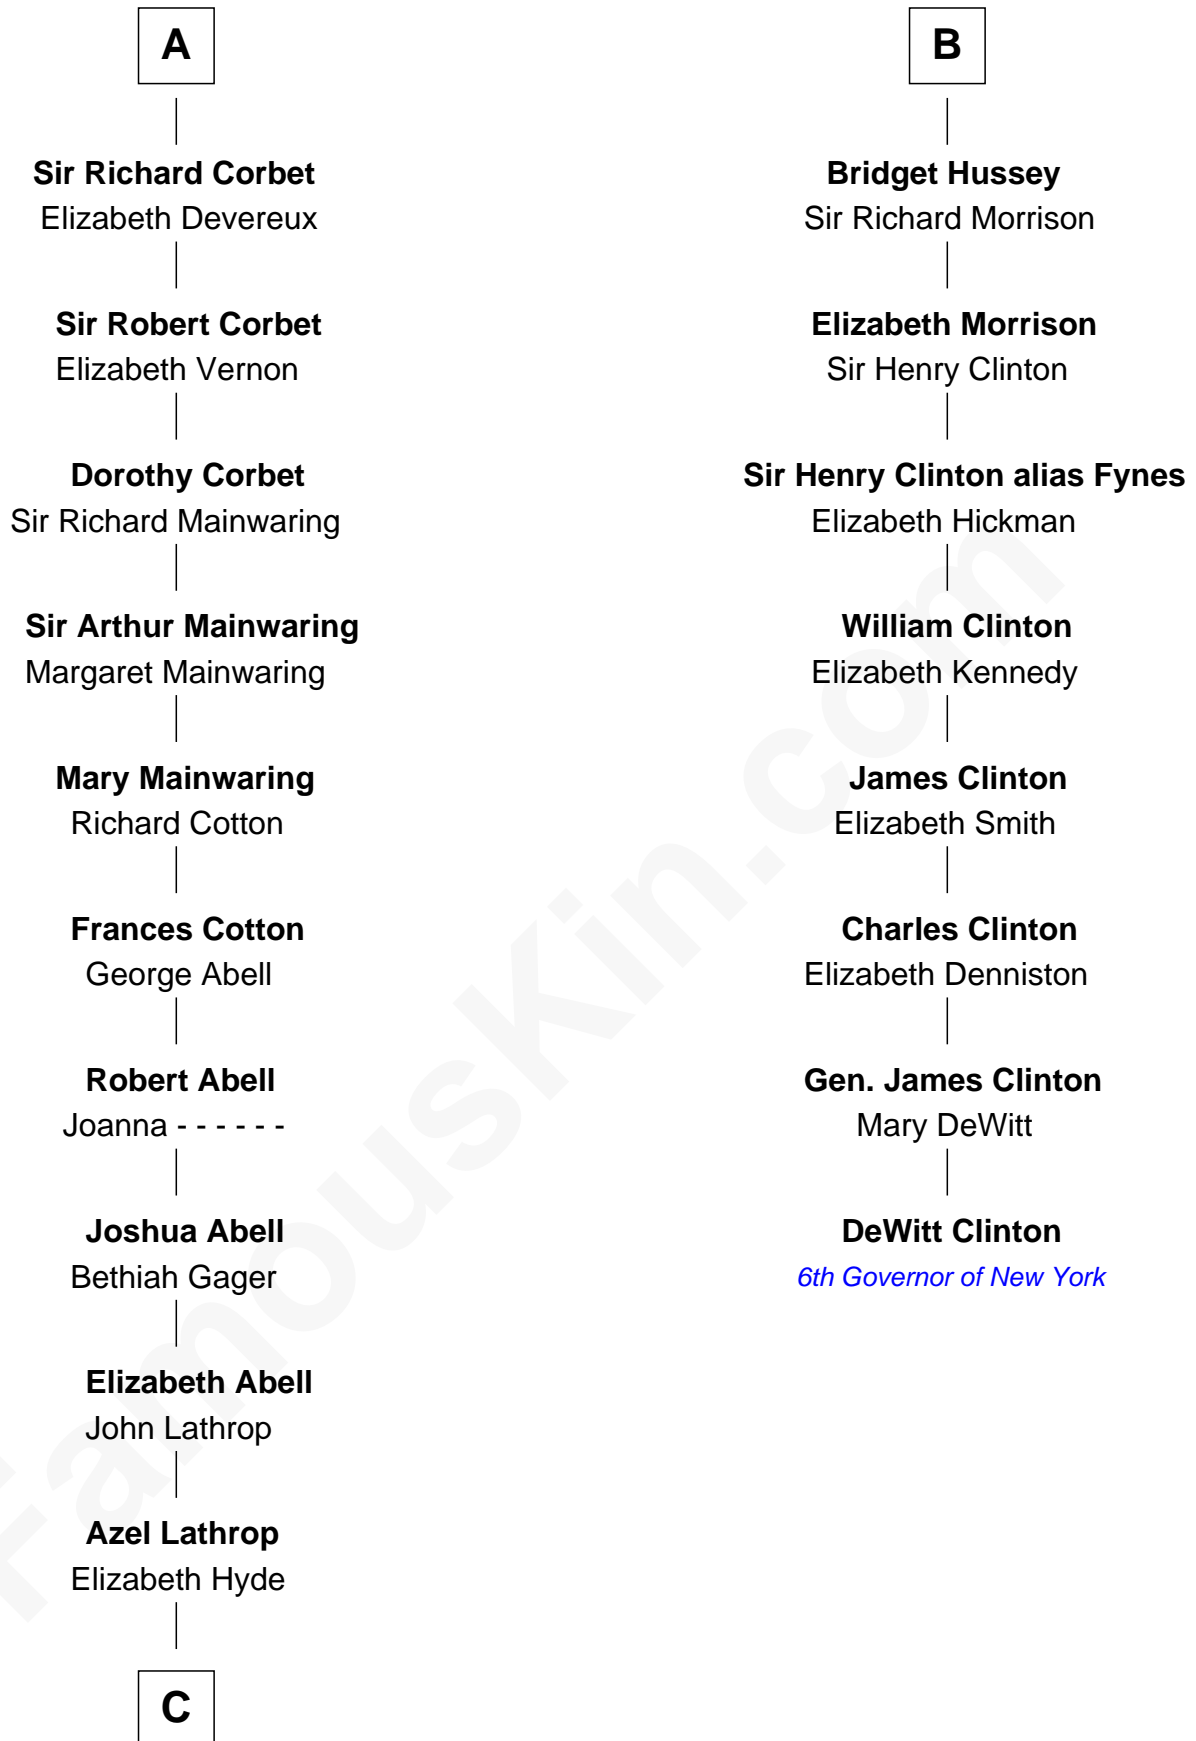 A
Sir Richard Corbet
Elizabeth Devereux
Sir Robert Corbet
Elizabeth Vernon
Dorothy Corbet
Sir Richard Mainwaring
Sir Arthur Mainwaring
Margaret Mainwaring
Mary Mainwaring
Richard Cotton
Frances Cotton
George Abell
Robert Abell
Joanna - - - - - -
Joshua Abell
Bethiah Gager
Elizabeth Abell
John Lathrop
Azel Lathrop
Elizabeth Hyde
C
B
Bridget Hussey
Sir Richard Morrison
Elizabeth Morrison
Sir Henry Clinton
Sir Henry Clinton alias Fynes
Elizabeth Hickman
William Clinton
Elizabeth Kennedy
James Clinton
Elizabeth Smith
Charles Clinton
Elizabeth Denniston
Gen. James Clinton
Mary DeWitt
DeWitt Clinton
6th Governor of New York
FamousKin.com